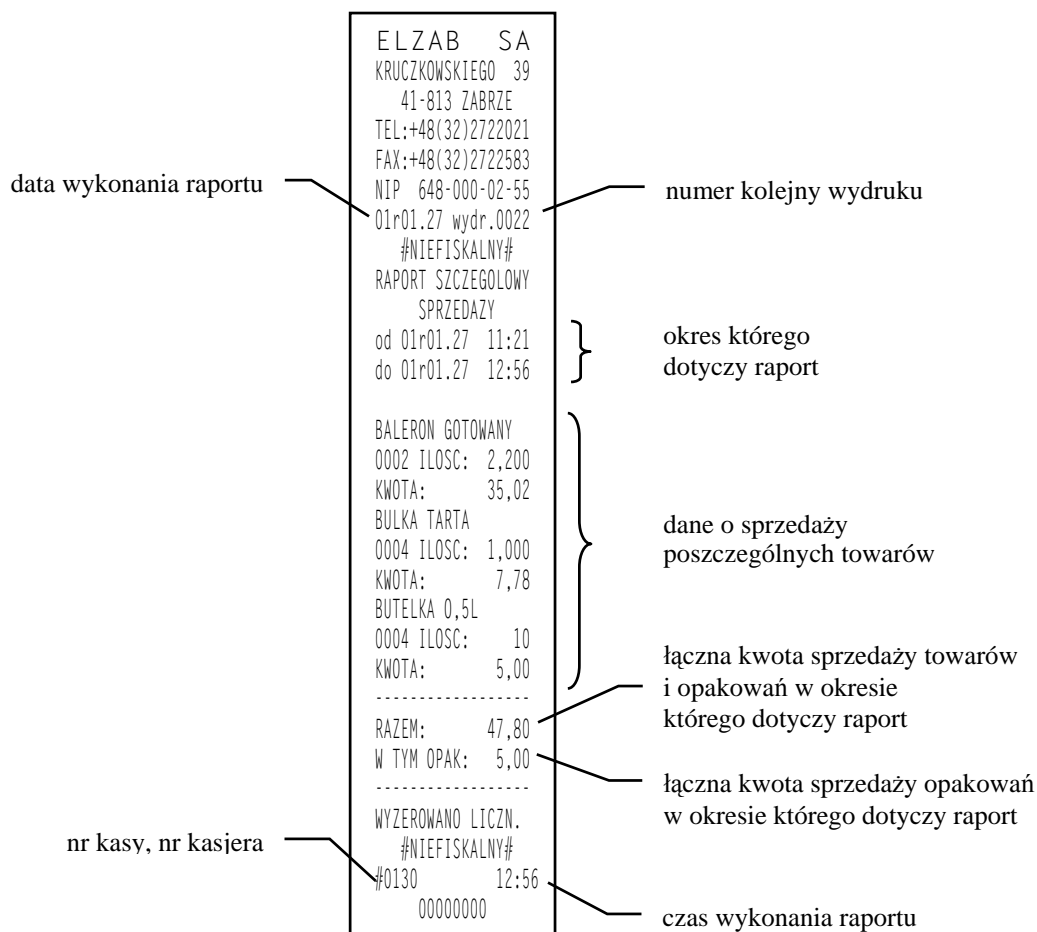 ELZAB SA
KRUCZKOWSKIEGO 39
41-813 ZABRZE
TEL:+48(32)2722021
FAX:+48(32)2722583
NIP 648-000-02-55
01r01.27 wydr.0022
#NIEFISKALNY#
RAPORT SZCZEGOLOWY
SPRZEDAZY
od 01r01.27 11:21
do 01r01.27 12:56
BALERON GOTOWANY
0002 ILOSC: 2,200
KWOTA: 35,02
BULKA TARTA
0004 ILOSC: 1,000
KWOTA: 7,78
BUTELKA 0,5L
0004 ILOSC: 10
KWOTA: 5,00
------------------
RAZEM: 47,80
W TYM OPAK: 5,00
------------------
WYZEROWANO LICZN.
#NIEFISKALNY#
#0130 12:56
00000000
data wykonania raportu
nr kasy, nr kasjera
numer kolejny wydruku
okres którego
dotyczy raport
dane o sprzedaży
poszczególnych towarów
łączna kwota sprzedaży towarów
i opakowań w okresie
którego dotyczy raport
łączna kwota sprzedaży opakowań
w okresie którego dotyczy raport
czas wykonania raportu